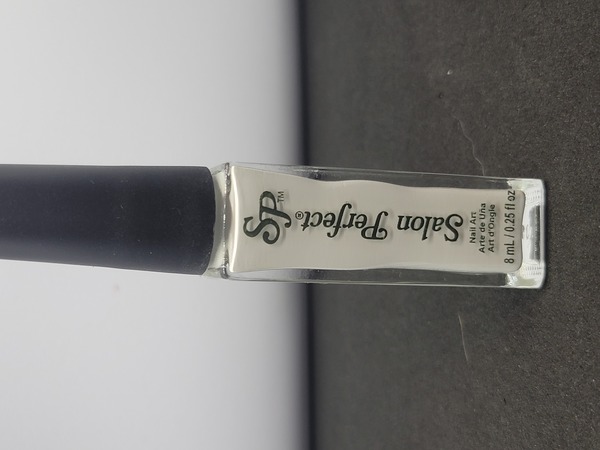 SP™
Salon Perfect®
Nail Art
Arte de Uña
Art d'Ongle
8 mL / 0.25 fl oz